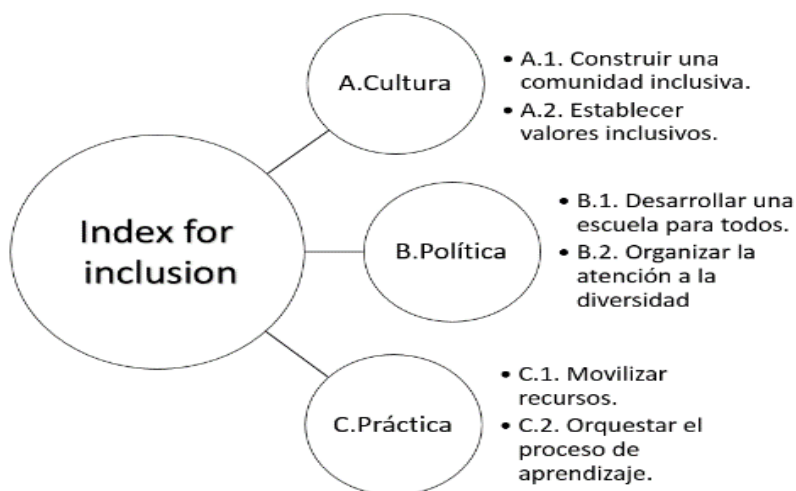 Index for
inclusion
A.Cultura
• A.1. Construir una
comunidad inclusiva.
• A.2. Establecer
valores inclusivos.
B.Política
• B.1. Desarrollar una
escuela para todos.
• B.2. Organizar la
atención a la
diversidad
C.Práctica
• C.1. Movilizar
recursos.
• C.2. Orquestar el
proceso de
aprendizaje.